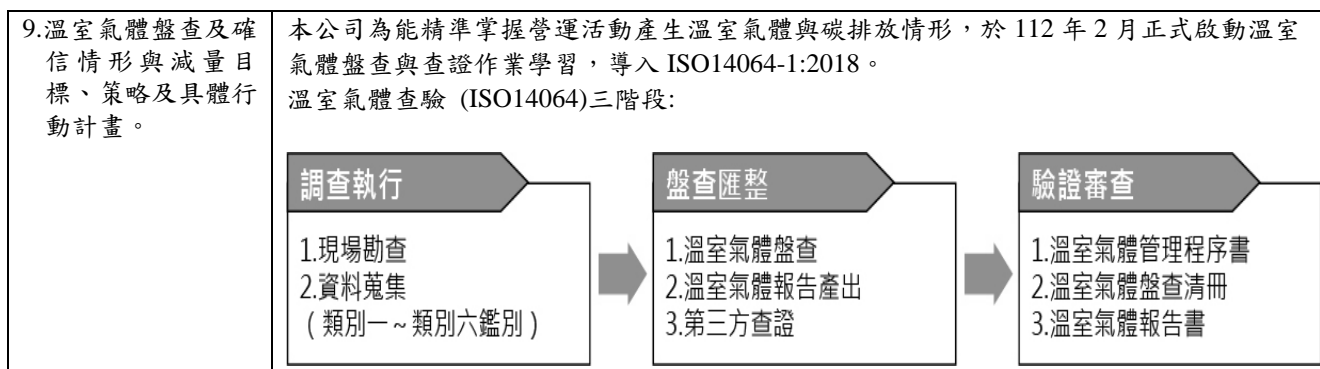 9.溫室氣體盤查及確
信情形與減量目
標、策略及具體行
動計畫。
本公司為能精準掌握營運活動產生溫室氣體與碳排放情形，於 112 年 2 月正式啟動溫室
氣體盤查與查證作業學習，導入 ISO14064-1:2018。
溫室氣體查驗 (ISO14064)三階段:
調查執行
1.現場勘查
2.資料蒐集
（類別一~類別六鑑別）
盤查匯整
1.溫室氣體盤查
2.溫室氣體報告產出
3.第三方查證
驗證審查
1.溫室氣體管理程序書
2.溫室氣體盤查清冊
3.溫室氣體報告書